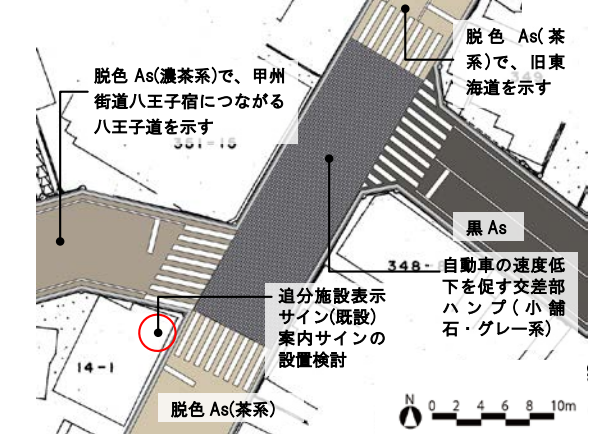 脱色 As(茶
系)で、旧東
海道を示す
脱色 As(濃茶系)で、甲州
街道八王子宿につながる
八王子道を示す
黒 As
348-
自動車の速度低
下を促す交差部
ハンプ(小舗
石・グレー系)
追分施設表示
サイン(既設)
案内サインの
設置検討
14-1
脱色 As(茶系)
N
0 2 4 6 8 10m